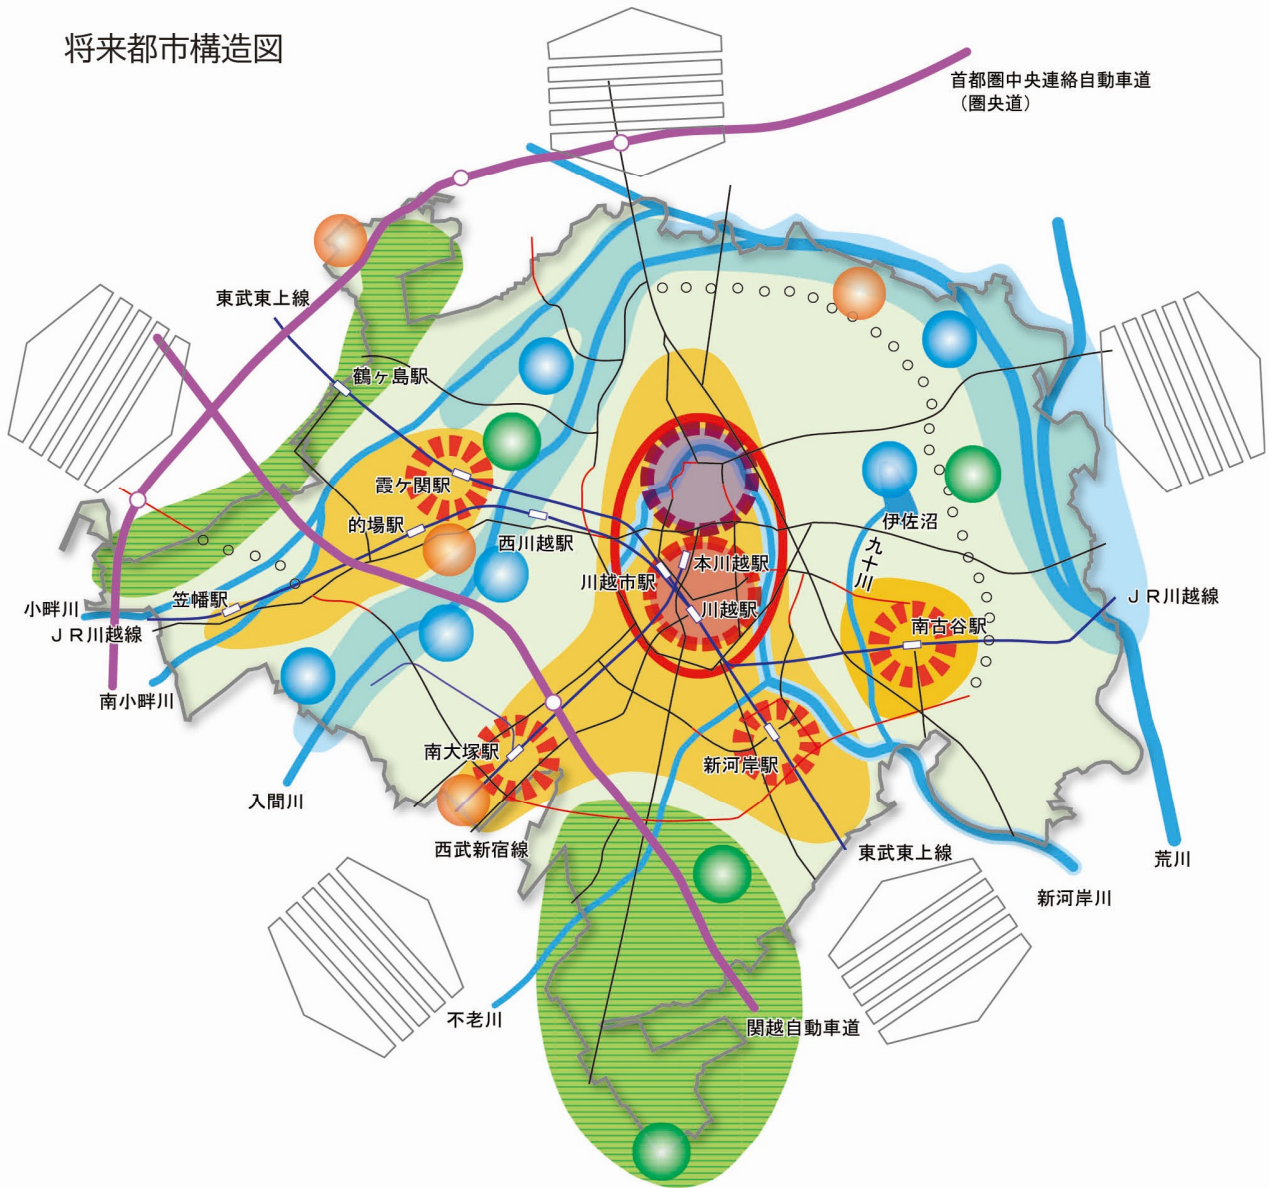 将来都市構造図
首都圏中央連絡自動車道
（圏央道）
東武東上線
鶴ヶ島駅
霞ケ関駅
的場駅
西川越駅
伊佐沼
九十川
本川越駅
川越市駅
川越駅
笠幡駅
小畔川
ＪＲ川越線
ＪＲ川越線
南古谷駅
南小畔川
南大塚駅
新河岸駅
入間川
西武新宿線
東武東上線
荒川
新河岸川
不老川
関越自動車道